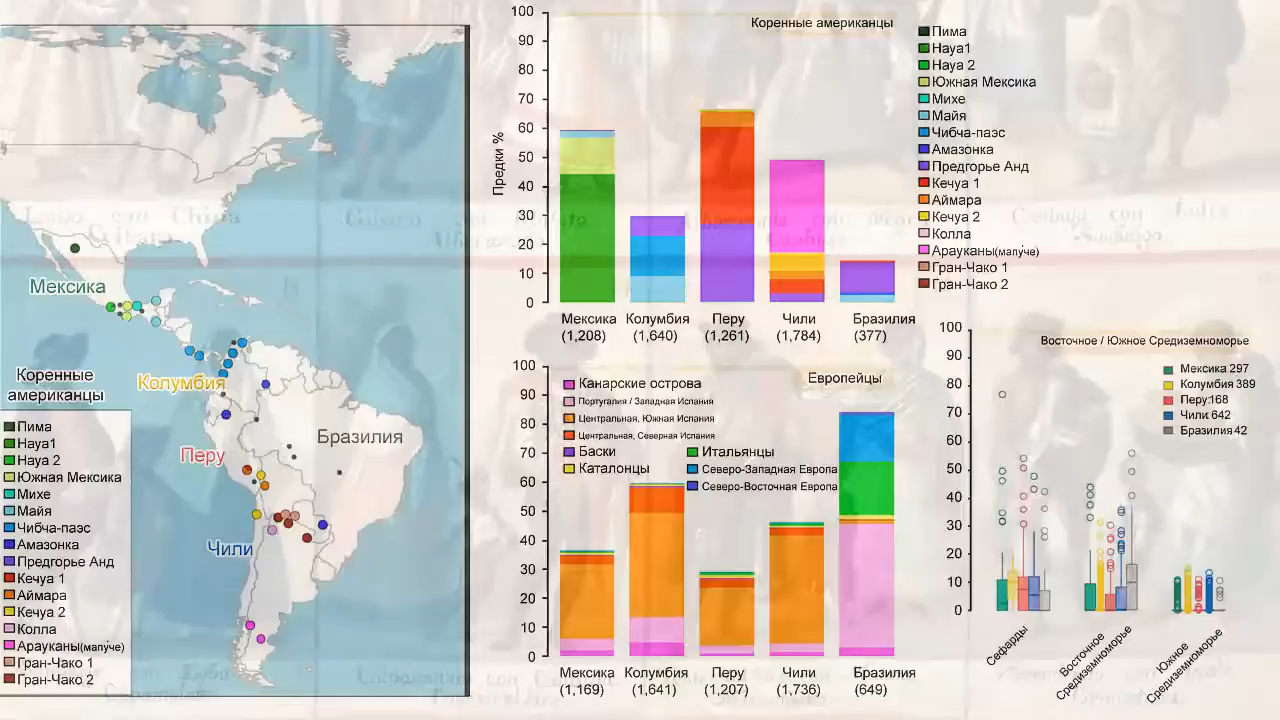 Мексика
Колумбия
Перу
Бразилия
Чили
Коренные
американцы
Пима
Науа1
Науа 2
Южная Мексика
Михе
Майя
Чибча-паэс
Амазонка
Предгорье Анд
Кечуа 1
Аймара
Кечуа 2
Колла
Арауканы(мапу́че)
Гран-Чако 1
Гран-Чако 2
Коренные американцы
Предки %
100
90
80
70
60
50
40
30
20
10
0
Мексика Колумбия Перу Чили Бразилия
(1,208) (1,640) (1,261) (1,784) (377)
Пима
Науа1
Науа 2
Южная Мексика
Михе
Майя
Чибча-паэс
Амазонка
Предгорье Анд
Кечуа 1
Аймара
Кечуа 2
Колла
Арауканы(мапу́че)
Гран-Чако 1
Гран-Чако 2
Европейцы
100
90
80
70
60
50
40
30
20
10
0
Канарские острова
Португалия / Западная Испания
Центральная, Южная Испания
Центральная, Северная Испания
Баски
Каталонцы
Итальянцы
Северо-Западная Европа
Северо-Восточная Европа
Мексика Колумбия Перу Чили Бразилия
(1,169) (1,641) (1,207) (1,736) (649)
Восточное / Южное Средиземноморье
100
90
80
70
60
50
40
30
20
10
0
Мексика 297
Колумбия 389
Перу:168
Чили: 642
Бразилия 42
Сефарды
Восточное
Средиземноморье
Южное
Средиземноморье